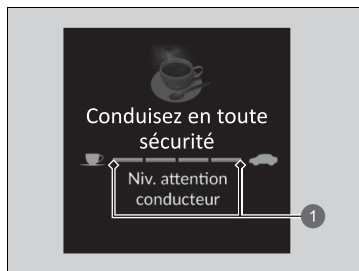 Conduisez en toute
sécurité
Niv. attention
conducteur
1